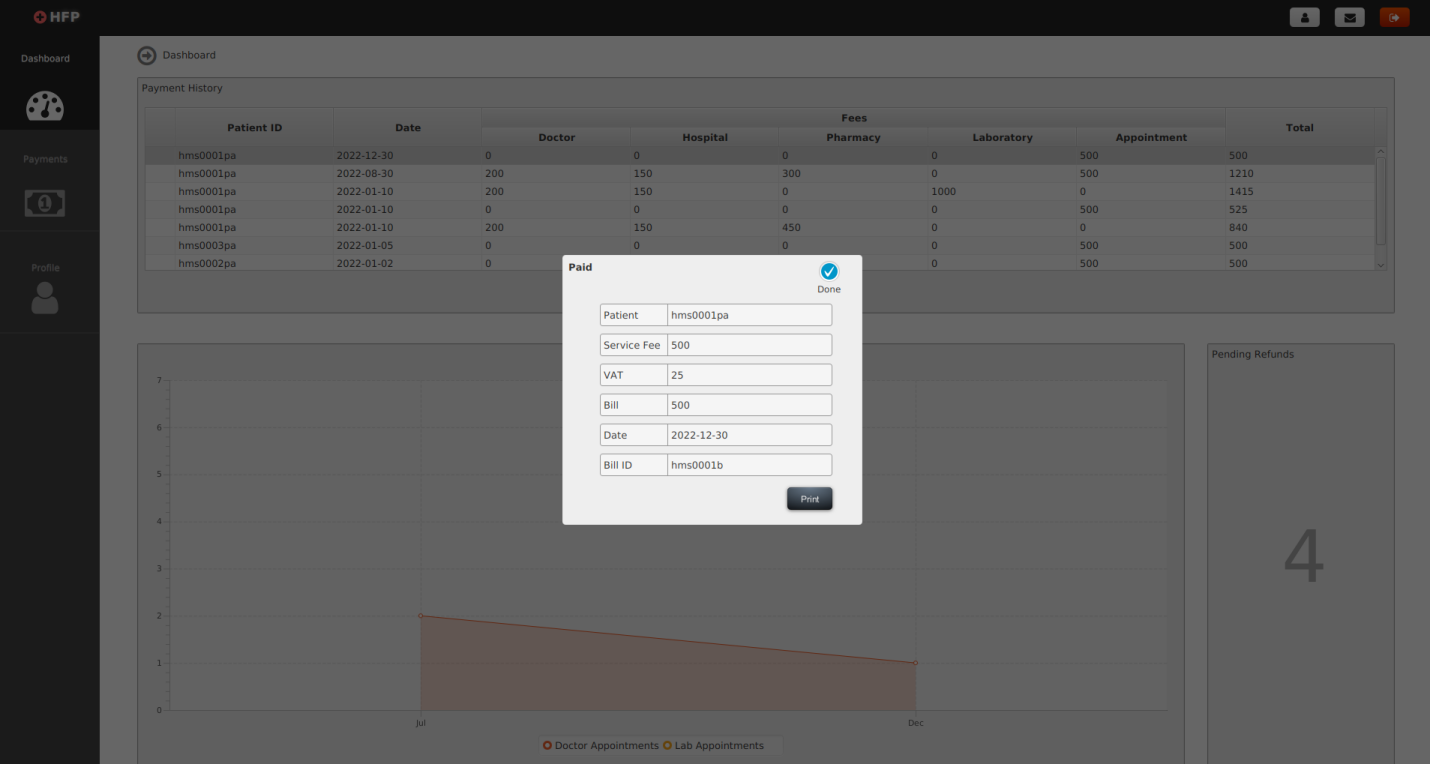 HFP
Dashboard
Payments
Profile
Dashboard
Payment History
Patient ID Date Fees Total
Doctor Hospital Pharmacy Laboratory Appointment
hms0001pa 2022-12-30 0 0 0 0 500 500
hms0001pa 2022-08-30 200 150 300 0 500 1210
hms0001pa 2022-01-10 200 150 0 1000 0 1415
hms0001pa 2022-01-10 0 0 0 0 500 525
hms0001pa 2022-01-10 200 150 450 0 0 840
hms0003pa 2022-01-05 0 0 0 0 500 500
hms0002pa 2022-01-02 0 0 500 500
Paid
Done
Patient hms0001pa
Service Fee 500
VAT 25
Bill 500
Date 2022-12-30
Bill ID hms0001b
Print
7
6
5
4
3
2
1
0
Jul Dec
Doctor Appointments Lab Appointments
Pending Refunds
4